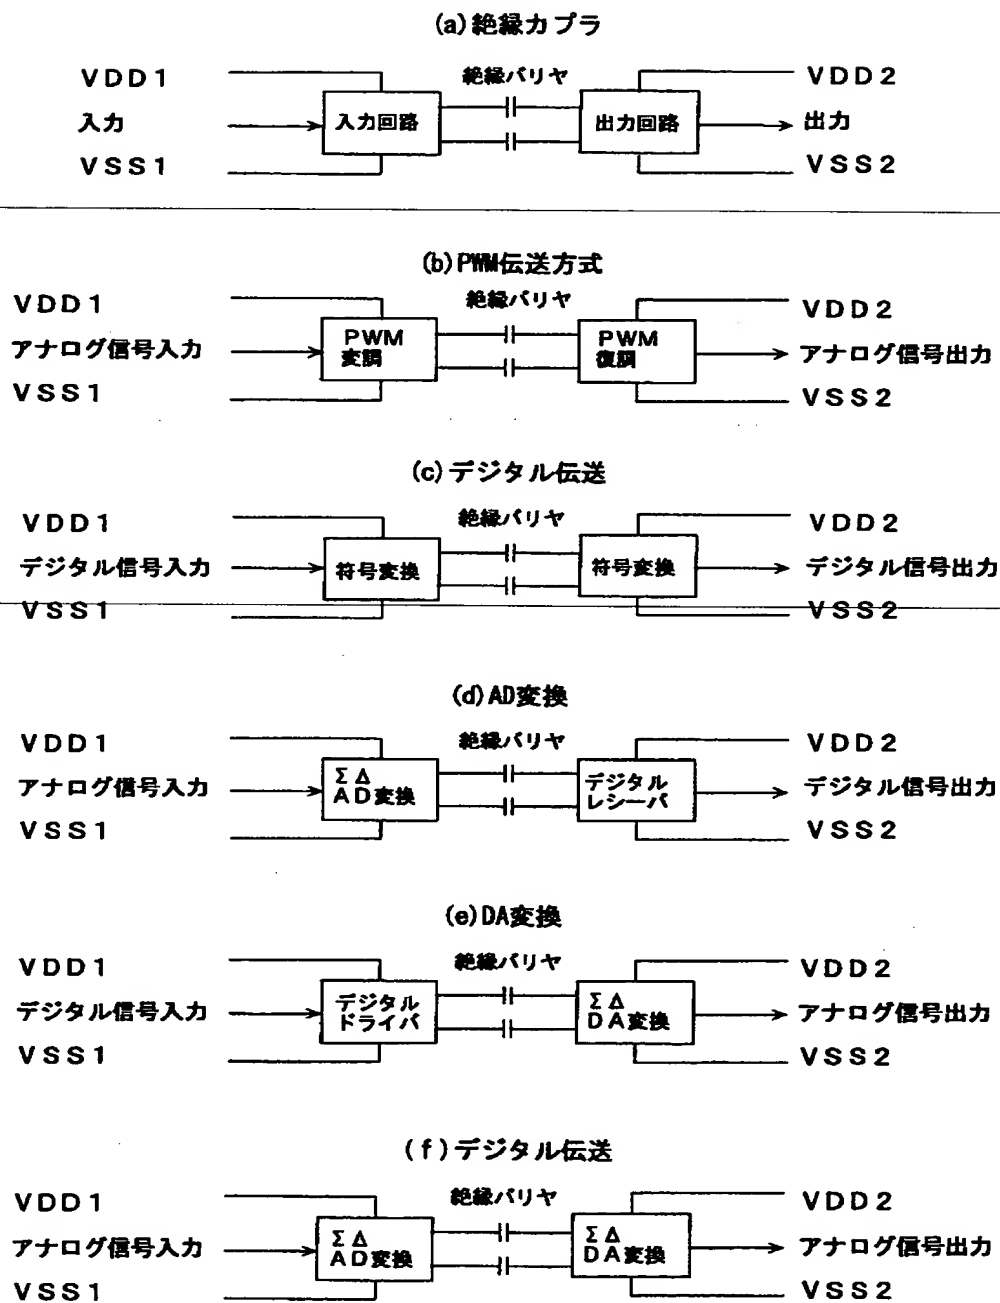 (a)絶縁カプラ
VDD1 絶縁バリヤ VDD2
入力 入力回路 出力回路 出力
VSS1 VSS2
(b)PWM伝送方式
VDD1 絶縁バリヤ VDD2
アナログ信号入力 PWM PWM アナログ信号出力
変調 復調
VSS1 VSS2
(c)デジタル伝送
VDD1 絶縁バリヤ VDD2
デジタル信号入力 符号変換 符号変換 デジタル信号出力
VSS1 VSS2
(d)AD変換
VDD1 絶縁バリヤ VDD2
アナログ信号入力 ΣΔ デジタル デジタル信号出力
AD変換 レシーバ
VSS1 VSS2
(e)DA変換
VDD1 絶縁バリヤ VDD2
デジタル信号入力 デジタル ΣΔ アナログ信号出力
ドライバ DA変換
VSS1 VSS2
(f)デジタル伝送
VDD1 絶縁バリヤ VDD2
アナログ信号入力 ΣΔ ΣΔ アナログ信号出力
AD変換 DA変換
VSS1 VSS2